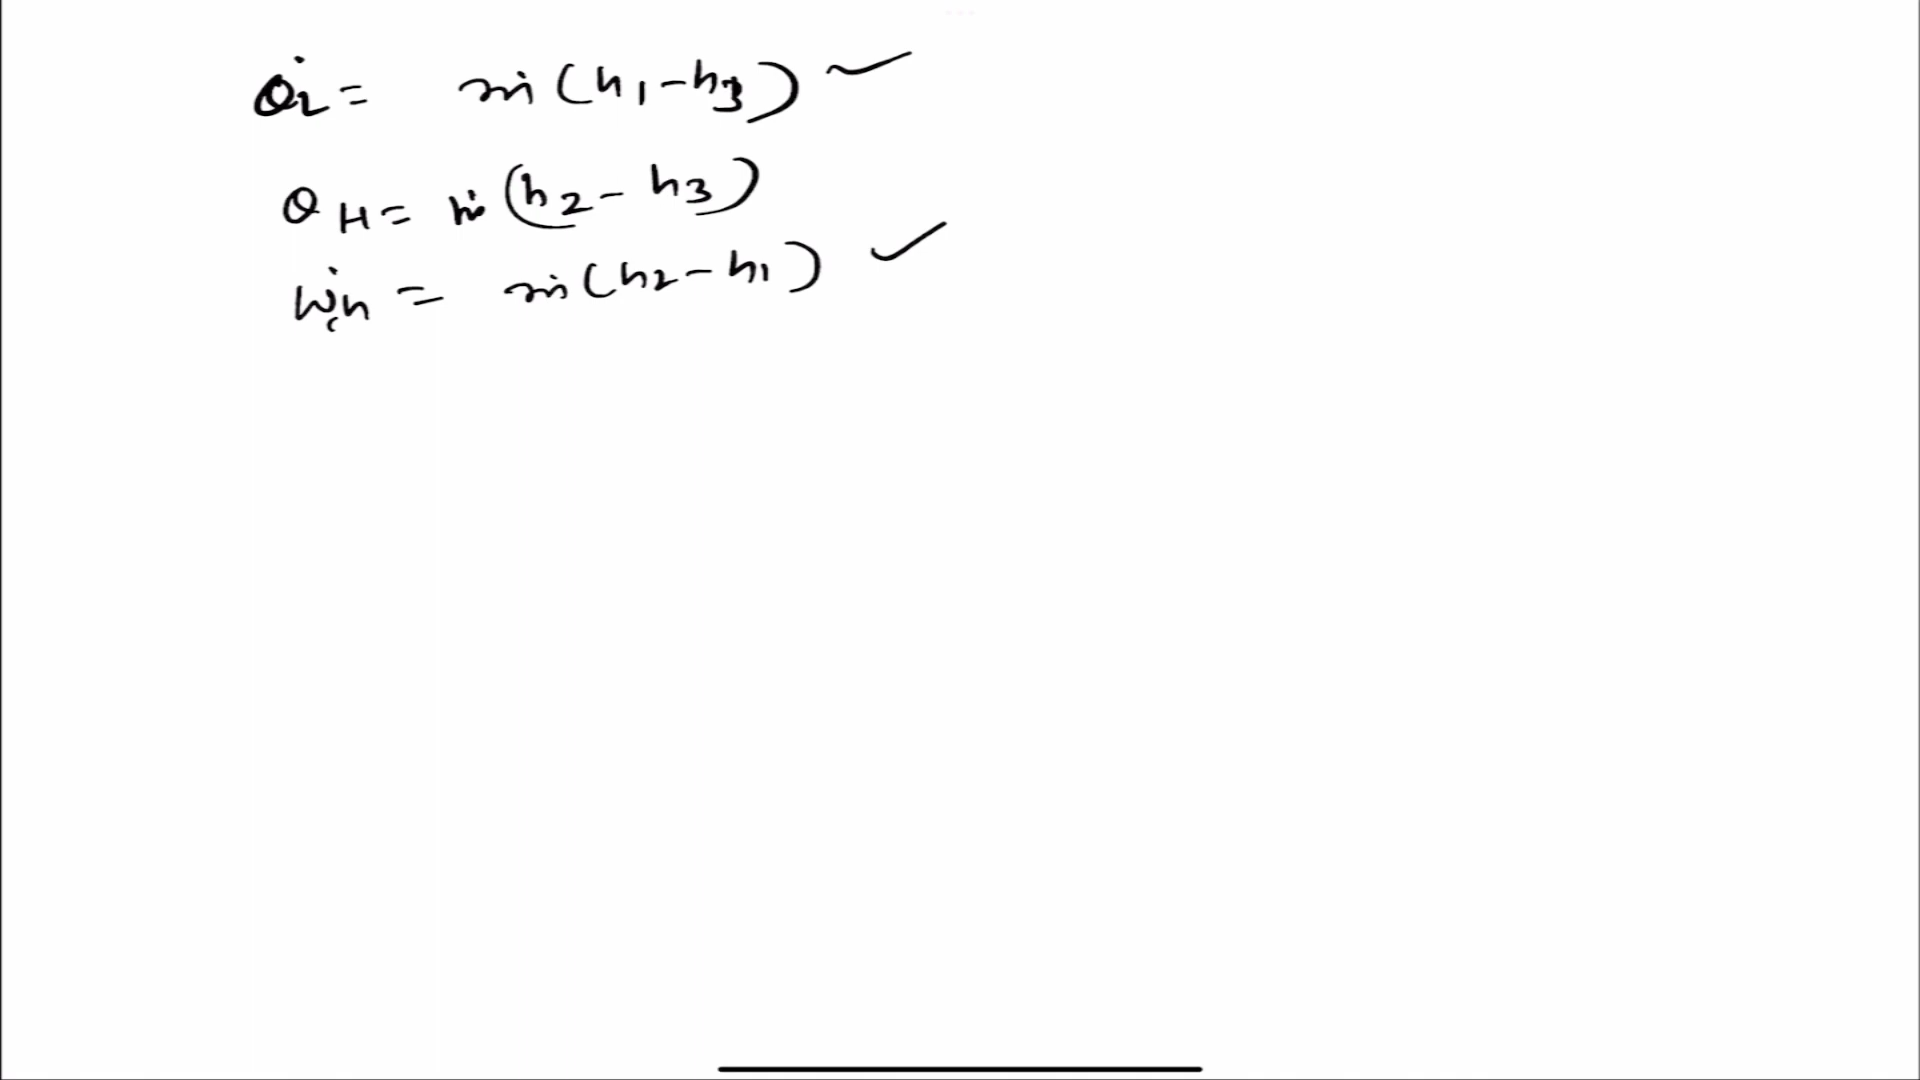 Q̇L = ṁ(h1-h3)
QH = ṁ(h2-h3)
Ẇin = ṁ(h2-h1)